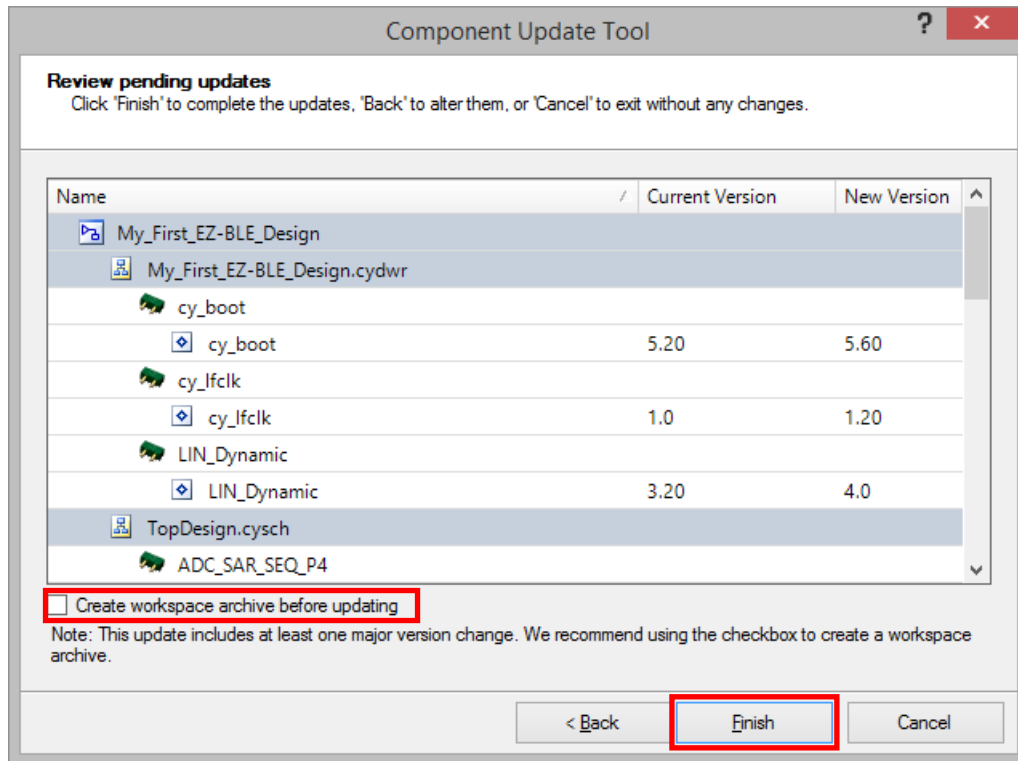 Component Update Tool
?
Review pending updates
Click 'Finish' to complete the updates, 'Back' to alter them, or 'Cancel' to exit without any changes.
Name / Current Version New Version
My_First_EZ-BLE_Design
My_First_EZ-BLE_Design.cydwr
cy_boot
cy_boot 5.20 5.60
cy_lfclk
cy_lfclk 1.0 1.20
LIN_Dynamic
LIN_Dynamic 3.20 4.0
TopDesign.cysch
ADC_SAR_SEQ_P4
Create workspace archive before updating
Note: This update includes at least one major version change. We recommend using the checkbox to create a workspace
archive.
< Back Finish Cancel